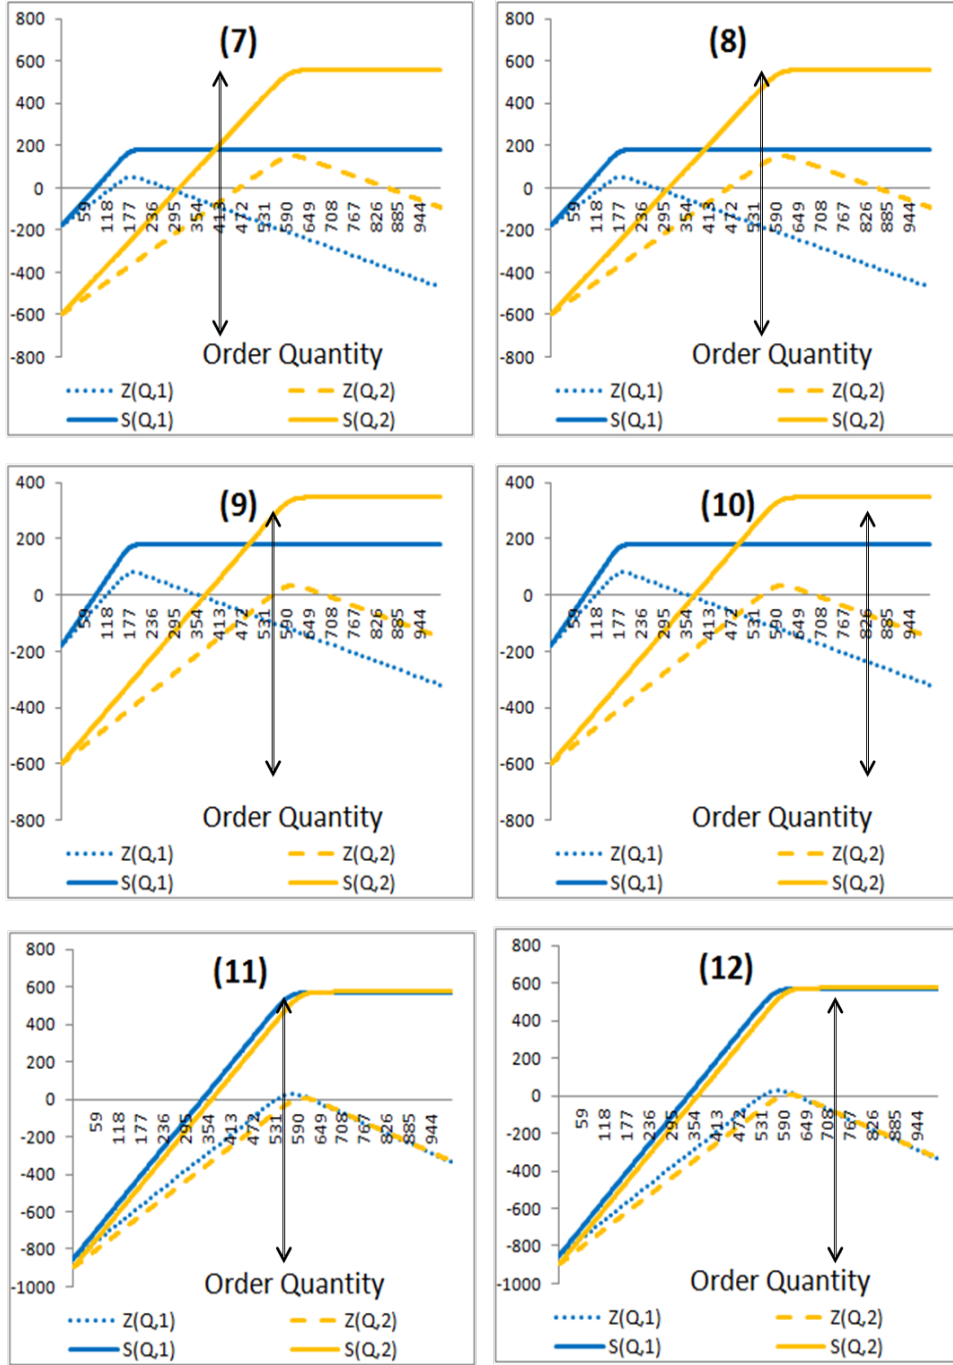 800 (7) 800 (8)
600 600
400 400
200 200
0 0
59 118 177 236 295 354 413 472 531 590 649 708 767 826 885 944 59 118 177 236 295 354 413 472 531 590 649 708 767 826 885 944
-200 -200
-400 -400
-600 -600
-800 Order Quantity -800 Order Quantity
Z(Q,1) Z(Q,2) Z(Q,1) Z(Q,2)
S(Q,1) S(Q,2) S(Q,1) S(Q,2)
400 (9) 400 (10)
200 200
0 0
59 118 177 236 295 354 413 472 531 590 649 708 767 826 885 944 59 118 177 236 295 354 413 472 531 590 649 708 767 826 885 944
-200 -200
-400 -400
-600 -600
-800 Order Quantity -800 Order Quantity
Z(Q,1) Z(Q,2) Z(Q,1) Z(Q,2)
S(Q,1) S(Q,2) S(Q,1) S(Q,2)
800 (11) 800 (12)
600 600
400 400
200 200
0 0
59 118 177 236 295 354 413 472 531 590 649 708 767 826 885 944 59 118 177 236 295 354 413 472 531 590 649 708 767 826 885 944
-200 -200
-400 -400
-600 -600
-800 -800
-1000 Order Quantity -1000 Order Quantity
Z(Q,1) Z(Q,2) Z(Q,1) Z(Q,2)
S(Q,1) S(Q,2) S(Q,1) S(Q,2)